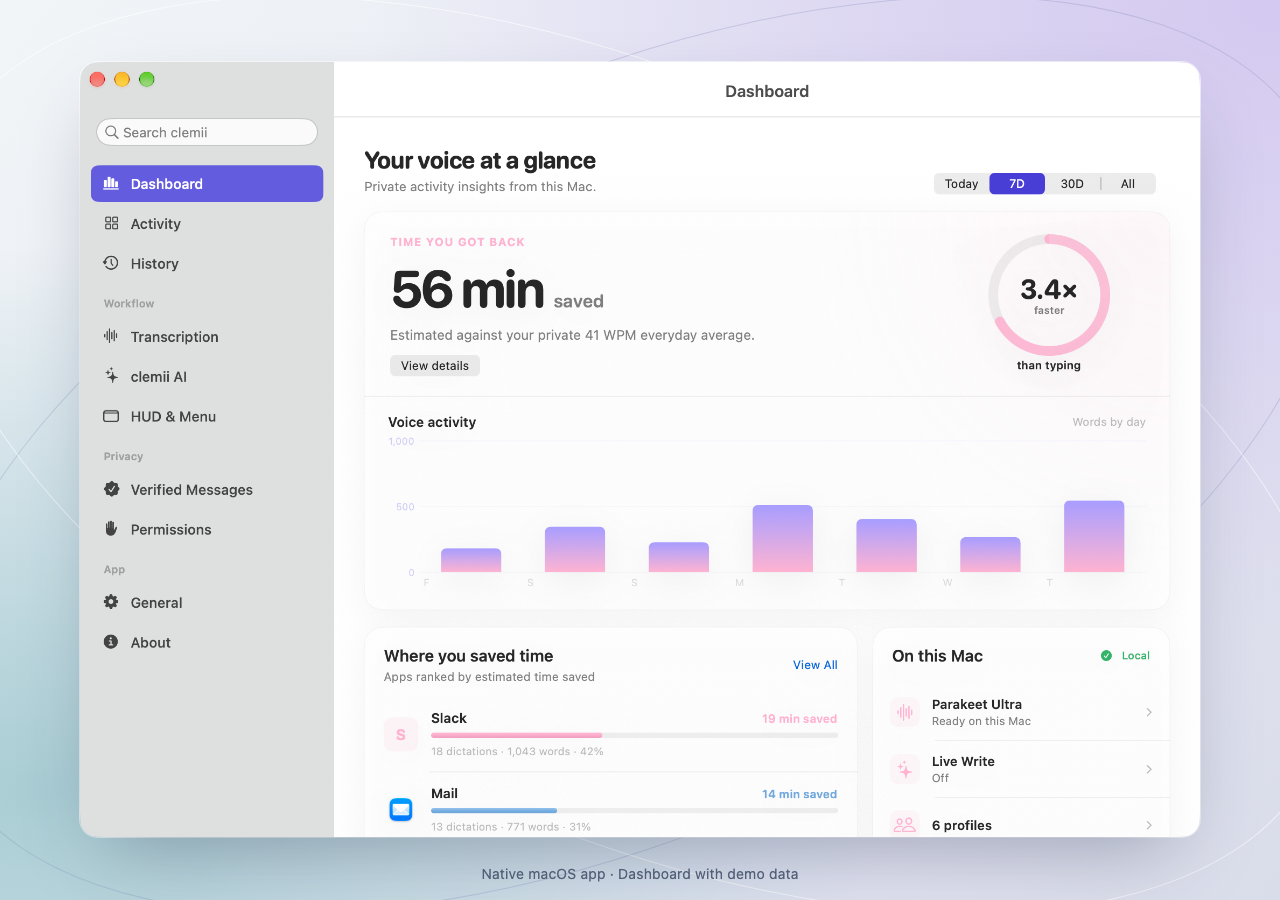 Dashboard
Search clemii
Dashboard
Activity
History
Workflow
Transcription
clemii AI
HUD & Menu
Privacy
Verified Messages
Permissions
App
General
About
Your voice at a glance
Private activity insights from this Mac.
Today 7D 30D All
TIME YOU GOT BACK
56 min saved
Estimated against your private 41 WPM everyday average.
View details
3.4×
faster
than typing
Voice activity
Words by day
1,000
500
0
F S S M T W T
Where you saved time
Apps ranked by estimated time saved
View All
S
Slack
19 min saved
18 dictations · 1,043 words · 42%
Mail
14 min saved
13 dictations · 771 words · 31%
On this Mac
Local
Parakeet Ultra
Ready on this Mac
Live Write
Off
6 profiles
Native macOS app · Dashboard with demo data